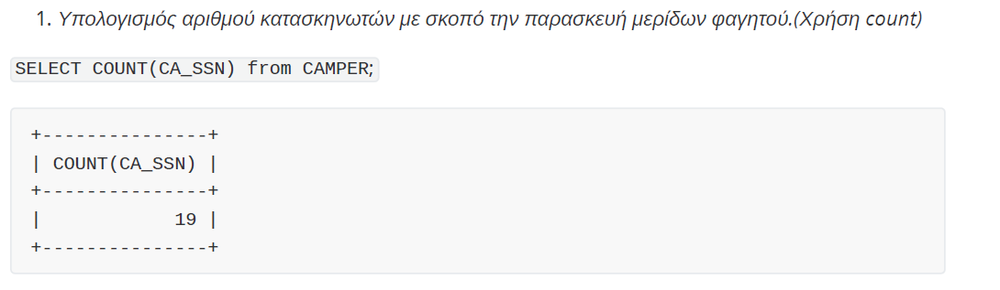 1. Υπολογισμός αριθμού κατασκηνωτών με σκοπό την παρασκευή μερίδων φαγητού.(Χρήση count)
SELECT COUNT(CA_SSN) from CAMPER;
+---------------+
| COUNT(CA_SSN) |
+---------------+
|            19 |
+---------------+